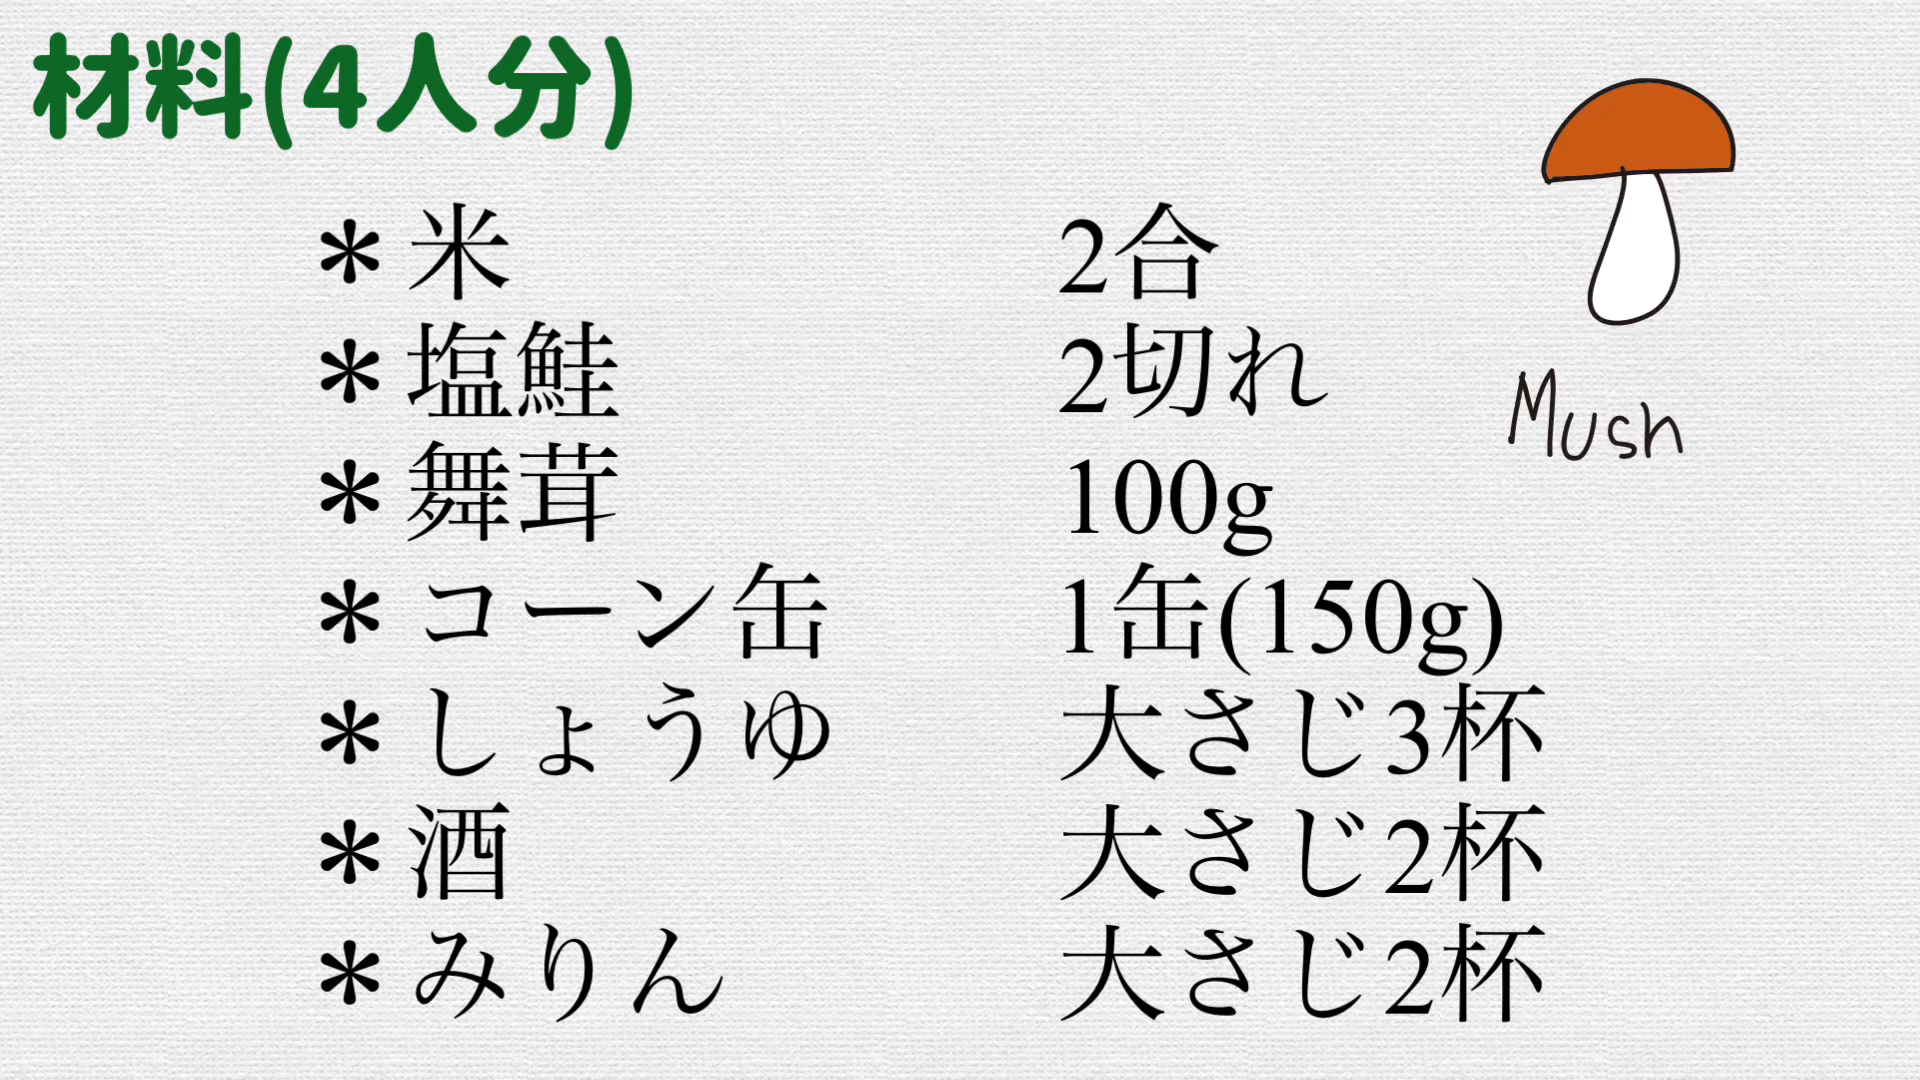 材料(4人分)
* 米 2合
* 塩鮭 2切れ
* 舞茸 100g
* コーン缶 1缶(150g)
* しょうゆ 大さじ3杯
* 酒 大さじ2杯
* みりん 大さじ2杯
Mush